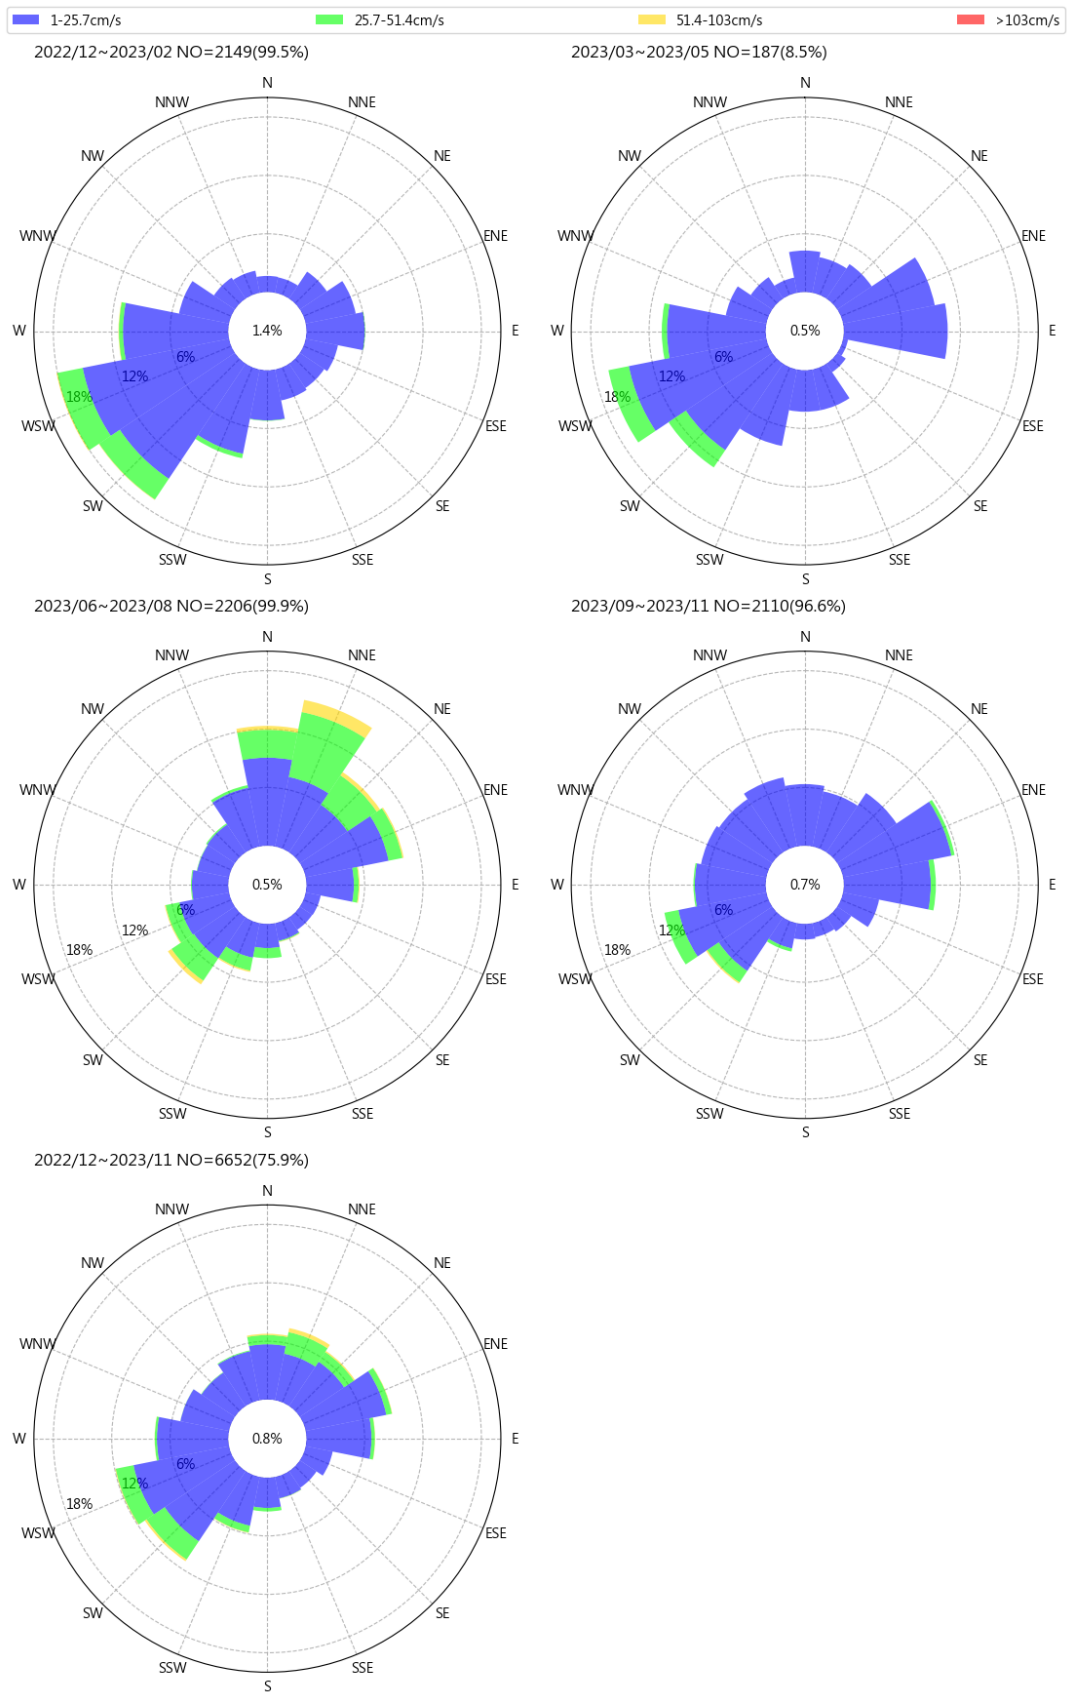 1-25.7cm/s 25.7-51.4cm/s 51.4-103cm/s >103cm/s
2022/12~2023/02 NO=2149(99.5%)
N
NNW NNE
NW NE
WNW ENE
W 1.4% E
6%
12%
18%
WSW ESE
SW SE
SSW SSE
S
2023/03~2023/05 NO=187(8.5%)
N
NNW NNE
NW NE
WNW ENE
W 0.5% E
6%
12%
18%
WSW ESE
SW SE
SSW SSE
S
2023/06~2023/08 NO=2206(99.9%)
N
NNW NNE
NW NE
WNW ENE
W 0.5% E
6%
12%
18%
WSW ESE
SW SE
SSW SSE
S
2023/09~2023/11 NO=2110(96.6%)
N
NNW NNE
NW NE
WNW ENE
W 0.7% E
6%
12%
18%
WSW ESE
SW SE
SSW SSE
S
2022/12~2023/11 NO=6652(75.9%)
N
NNW NNE
NW NE
WNW ENE
W 0.8% E
6%
12%
18%
WSW ESE
SW SE
SSW SSE
S